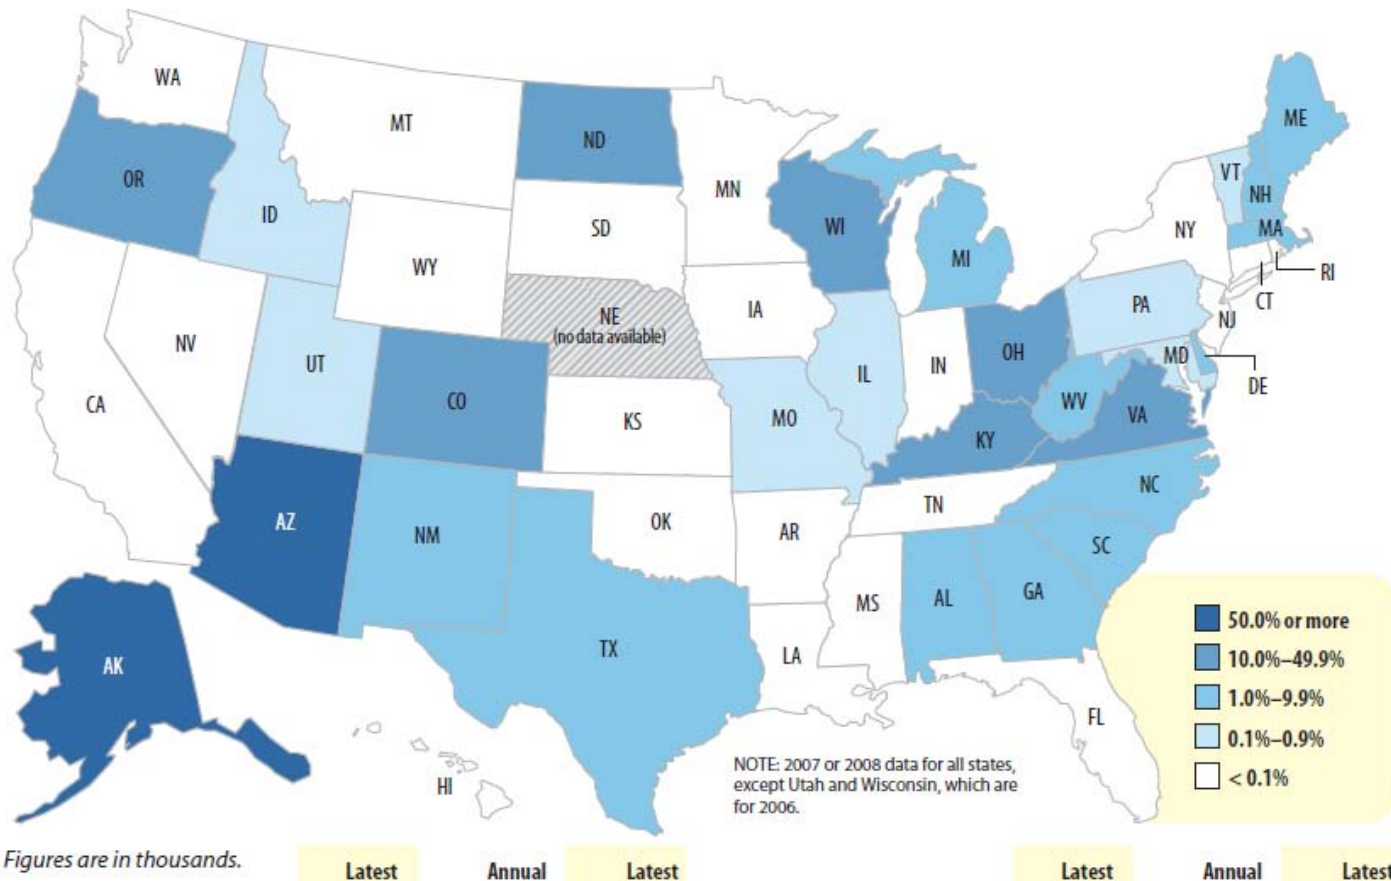 WA
MT
ND
MN
ME
VT
NH
OR
ID
SD
WI
NY
MA
MI
RI
WY
CT
IA
PA
NE
(no data available)
NJ
NV
OH
MD
IN
UT
IL
DE
CA
CO
WV
MO
VA
KS
KY
NC
TN
AZ
NM
OK
AR
SC
MS
AL
GA
50.0% or more
TX
LA
10.0%–49.9%
AK
1.0%–9.9%
FL
0.1%–0.9%
HI
NOTE: 2007 or 2008 data for all states,
except Utah and Wisconsin, which are
for 2006.
< 0.1%
Figures are in thousands.
Latest Annual Latest Latest Annual Latest